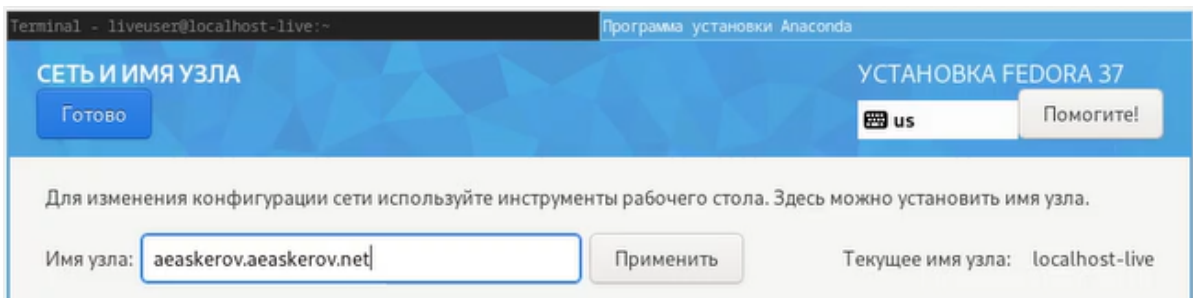 Terminal - liveuser@localhost-live:~
Программа установки Anaconda
СЕТЬ И ИМЯ УЗЛА
УСТАНОВКА FEDORA 37
Готово
us
Помогите!
Для изменения конфигурации сети используйте инструменты рабочего стола. Здесь можно установить имя узла.
Имя узла: aeaskerov.aeaskerov.net Применить Текущее имя узла: localhost-live